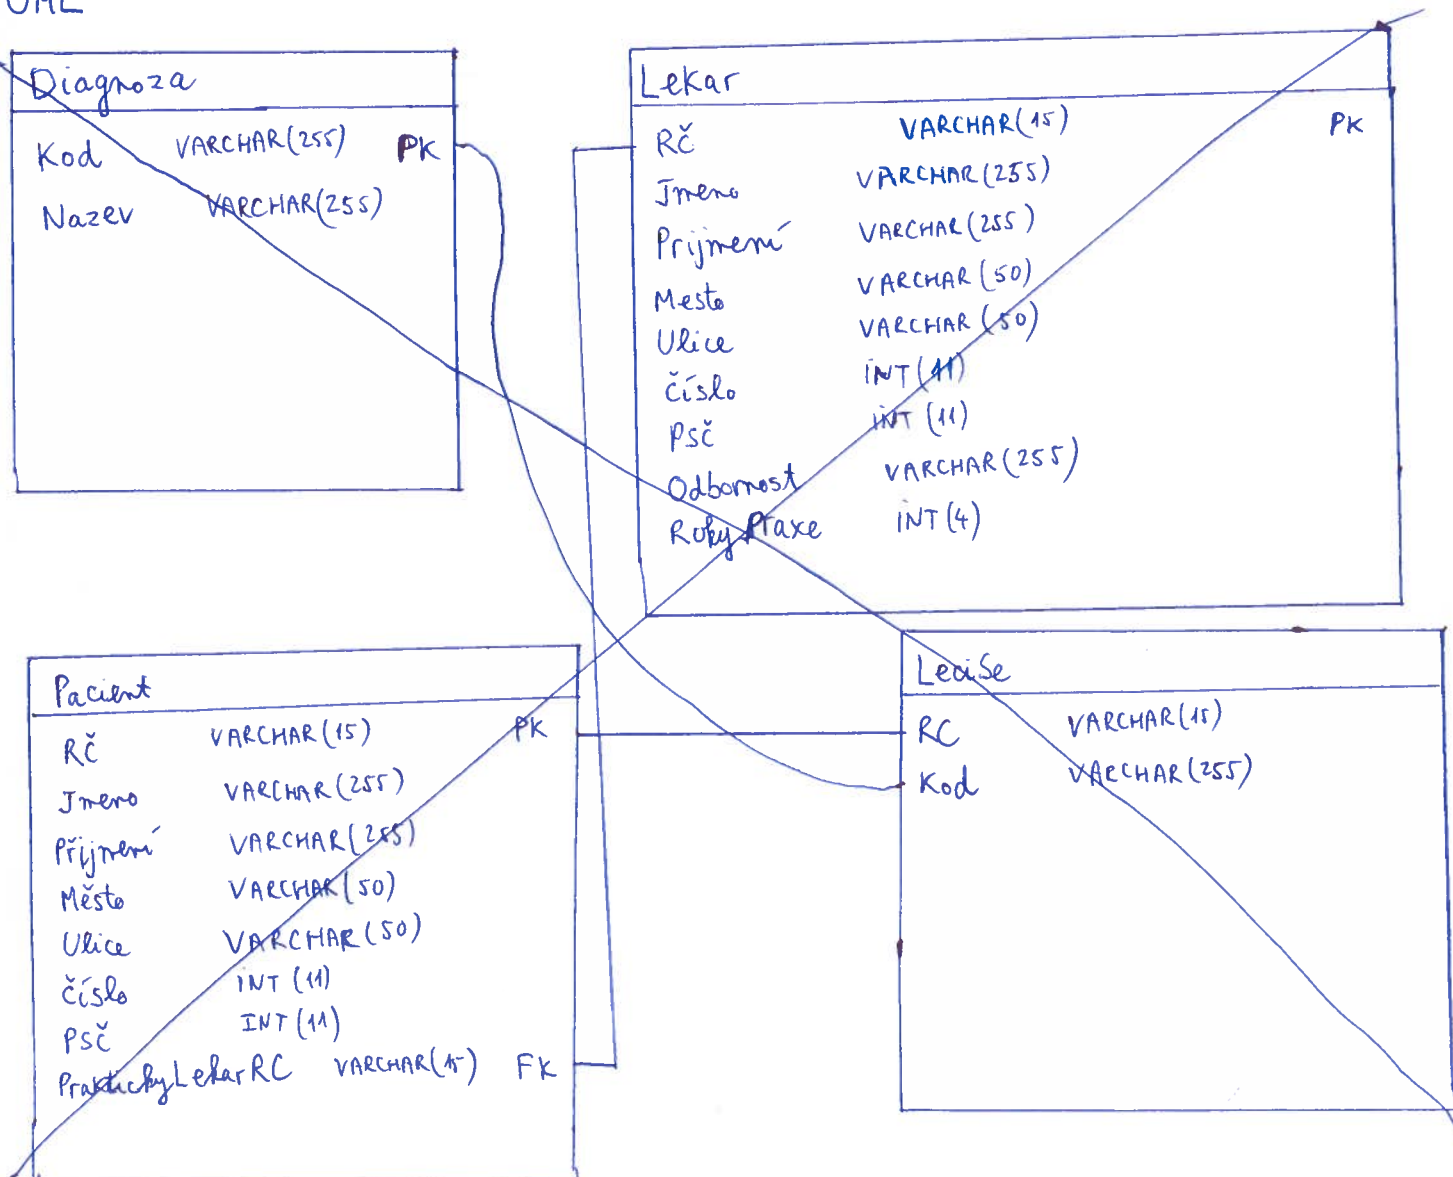 UML
Diagnoza
Kod VARCHAR(255) PK
Nazev VARCHAR(255)
Lekar
RČ VARCHAR(15) PK
Jmeno VARCHAR(255)
Prijmení VARCHAR(255)
Mesto VARCHAR(50)
Ulice VARCHAR(50)
Číslo INT(11)
PSČ INT(11)
Odbornost VARCHAR(255)
Roky Praxe INT(4)
Pacient
RČ VARCHAR(15) PK
Jmeno VARCHAR(255)
Příjmení VARCHAR(255)
Město VARCHAR(50)
Ulice VARCHAR(50)
Číslo INT(11)
PSČ INT(11)
PraktickyLekarRC VARCHAR(15) FK
LeciSe
RC VARCHAR(15)
Kod VARCHAR(255)